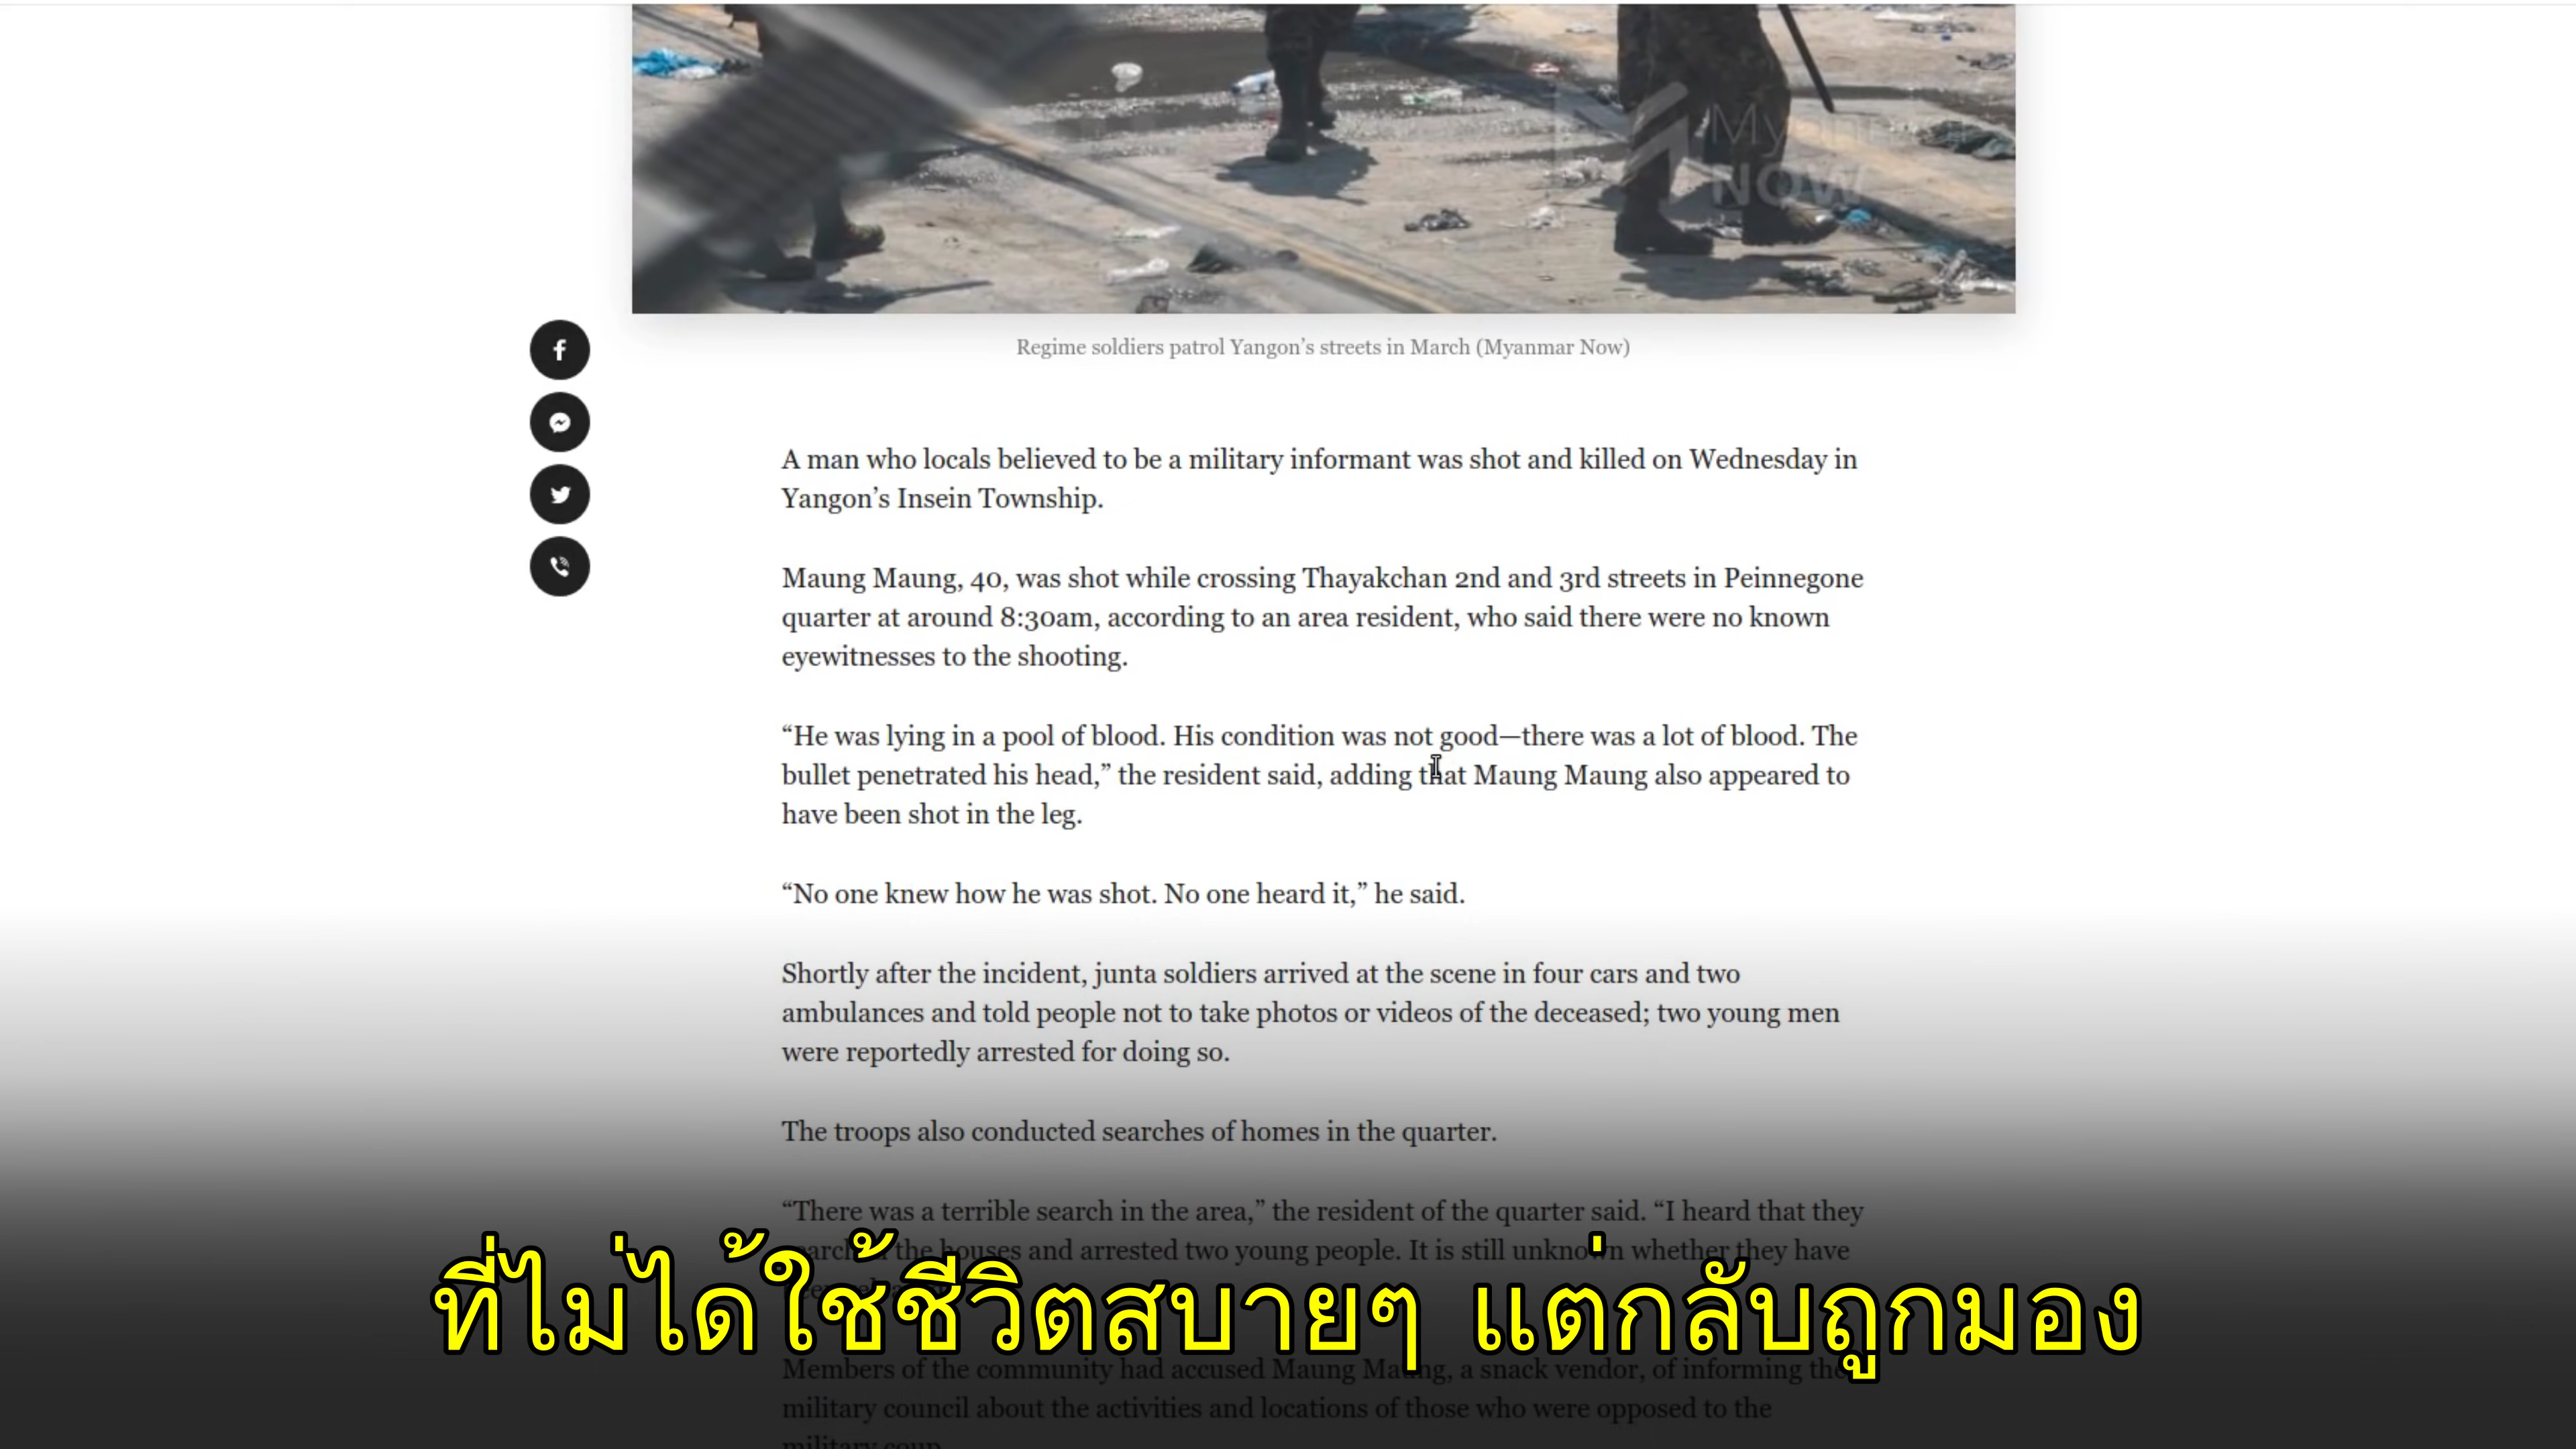 Myanmar
NOW
Regime soldiers patrol Yangon’s streets in March (Myanmar Now)
A man who locals believed to be a military informant was shot and killed on Wednesday in
Yangon’s Insein Township.
Maung Maung, 40, was shot while crossing Thayakchan 2nd and 3rd streets in Peinnegone
quarter at around 8:30am, according to an area resident, who said there were no known
eyewitnesses to the shooting.
“He was lying in a pool of blood. His condition was not good—there was a lot of blood. The
bullet penetrated his head,” the resident said, adding that Maung Maung also appeared to
have been shot in the leg.
“No one knew how he was shot. No one heard it,” he said.
Shortly after the incident, junta soldiers arrived at the scene in four cars and two
ambulances and told people not to take photos or videos of the deceased; two young men
were reportedly arrested for doing so.
The troops also conducted searches of homes in the quarter.
“There was a terrible search in the area,” the resident of the quarter said. “I heard that they
the houses and arrested two young people. It is still unknown whether they have
ที่ไม่ได้ใช้ชีวิตสบายๆ แต่กลับถูกมอง
Members of the community had accused Maung Maung, a snack vendor, of informing the
military council about the activities and locations of those who were opposed to the
military coup